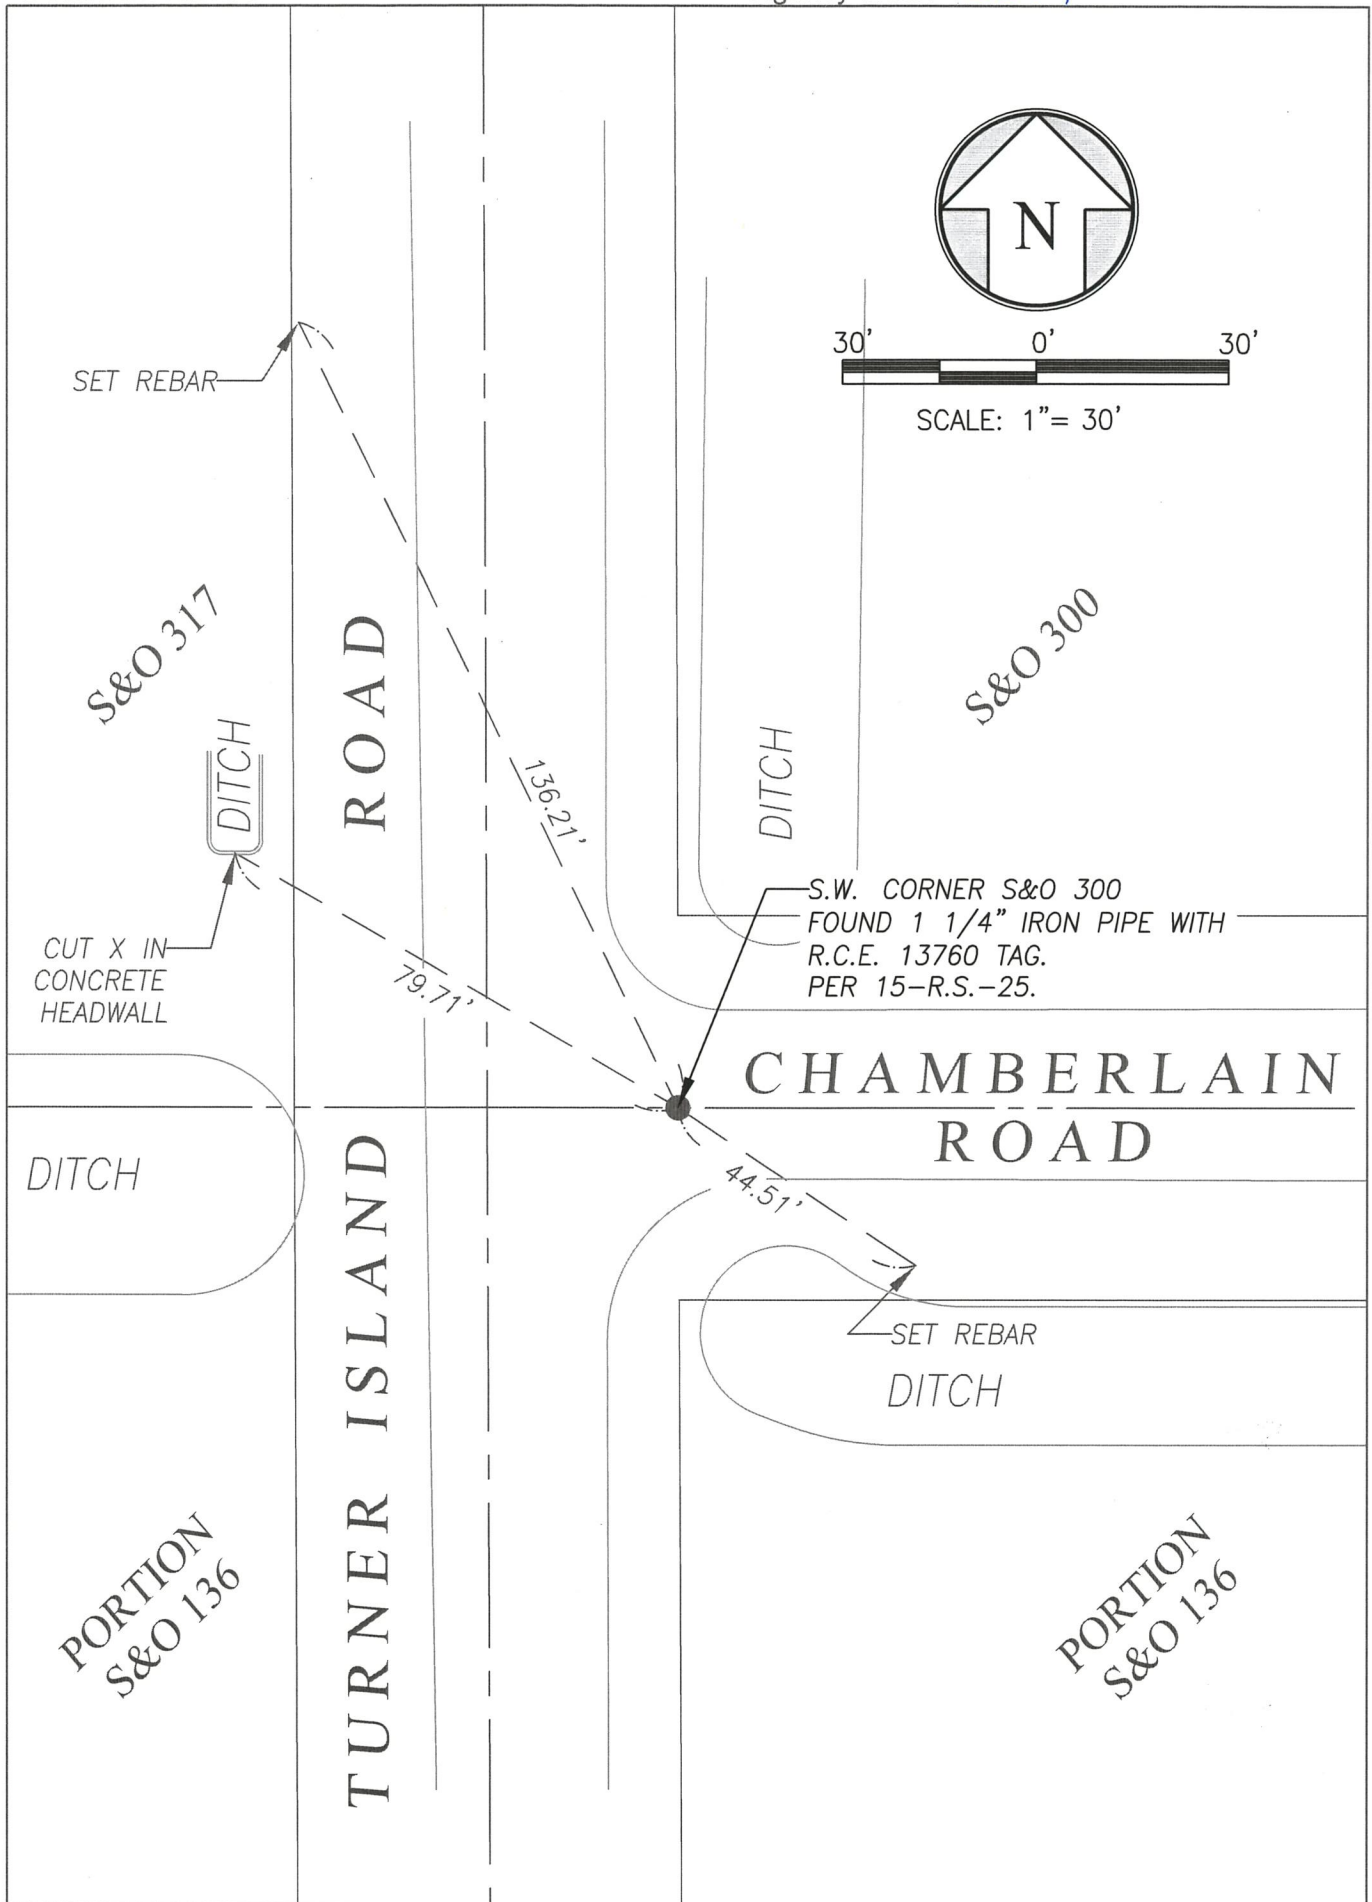 N
30' 0' 30'
SCALE: 1"= 30'
SET REBAR
S&O 317
S&O 300
ROAD
DITCH
DITCH
136.21'
79.71'
CUT X IN
CONCRETE
HEADWALL
S.W. CORNER S&O 300
FOUND 1 1/4" IRON PIPE WITH
R.C.E. 13760 TAG.
PER 15-R.S.-25.
CHAMBERLAIN
ROAD
DITCH
44.51'
TURNER ISLAND
SET REBAR
DITCH
PORTION
S&O 136
PORTION
S&O 136